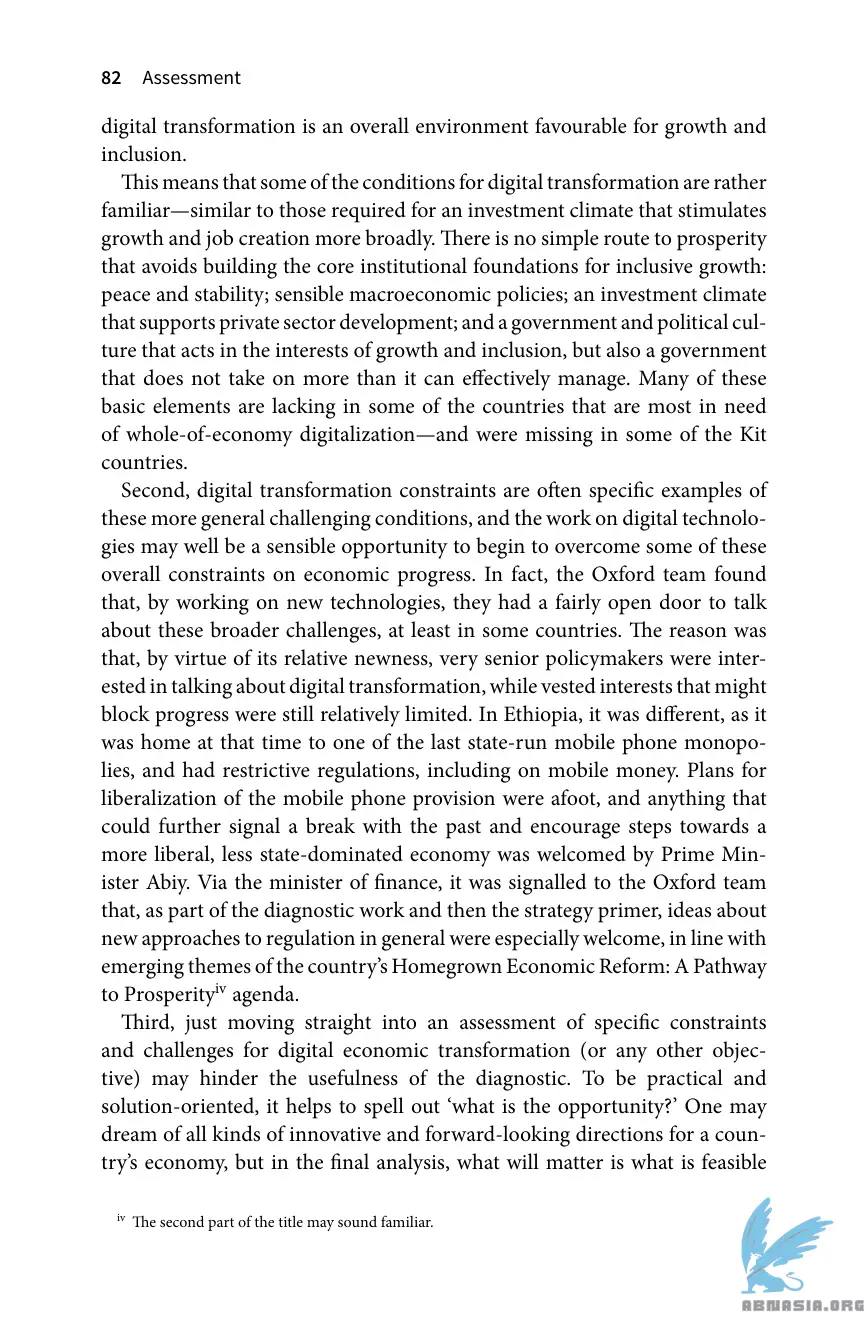 82 Assessment
digital transformation is an overall environment favourable for growth and
inclusion.
This means that some of the conditions for digital transformation are rather
familiar—similar to those required for an investment climate that stimulates
growth and job creation more broadly. There is no simple route to prosperity
that avoids building the core institutional foundations for inclusive growth:
peace and stability; sensible macroeconomic policies; an investment climate
that supports private sector development; and a government and political cul-
ture that acts in the interests of growth and inclusion, but also a government
that does not take on more than it can effectively manage. Many of these
basic elements are lacking in some of the countries that are most in need
of whole-of-economy digitalization—and were missing in some of the Kit
countries.
Second, digital transformation constraints are often specific examples of
these more general challenging conditions, and the work on digital technolo-
gies may well be a sensible opportunity to begin to overcome some of these
overall constraints on economic progress. In fact, the Oxford team found
that, by working on new technologies, they had a fairly open door to talk
about these broader challenges, at least in some countries. The reason was
that, by virtue of its relative newness, very senior policymakers were inter-
ested in talking about digital transformation, while vested interests that might
block progress were still relatively limited. In Ethiopia, it was different, as it
was home at that time to one of the last state-run mobile phone monopo-
lies, and had restrictive regulations, including on mobile money. Plans for
liberalization of the mobile phone provision were afoot, and anything that
could further signal a break with the past and encourage steps towards a
more liberal, less state-dominated economy was welcomed by Prime Min-
ister Abiy. Via the minister of finance, it was signalled to the Oxford team
that, as part of the diagnostic work and then the strategy primer, ideas about
new approaches to regulation in general were especially welcome, in line with
emerging themes of the country’s Homegrown Economic Reform: A Pathway
to Prosperityiv agenda.
Third, just moving straight into an assessment of specific constraints
and challenges for digital economic transformation (or any other objec-
tive) may hinder the usefulness of the diagnostic. To be practical and
solution-oriented, it helps to spell out ‘what is the opportunity?’ One may
dream of all kinds of innovative and forward-looking directions for a coun-
try’s economy, but in the final analysis, what will matter is what is feasible
iv The second part of the title may sound familiar.
ABNASIA.ORG